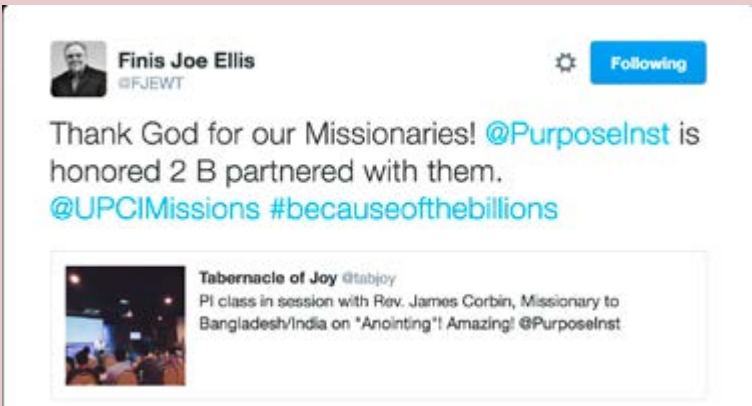 Finis Joe Ellis
@FJEWT
Following
Thank God for our Missionaries! @PurposeInst is
honored 2 B partnered with them.
@UPCIMissions #becauseofthebillions
Tabernacle of Joy @tabjoy
PI class in session with Rev. James Corbin, Missionary to
Bangladesh/India on "Anointing"! Amazing! @PurposeInst